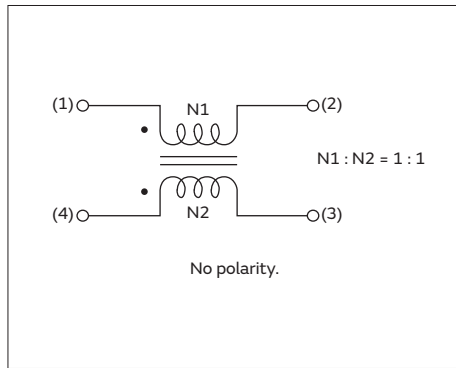 (1) N1 (2)
N1 : N2 = 1 : 1
(4) N2 (3)
No polarity.